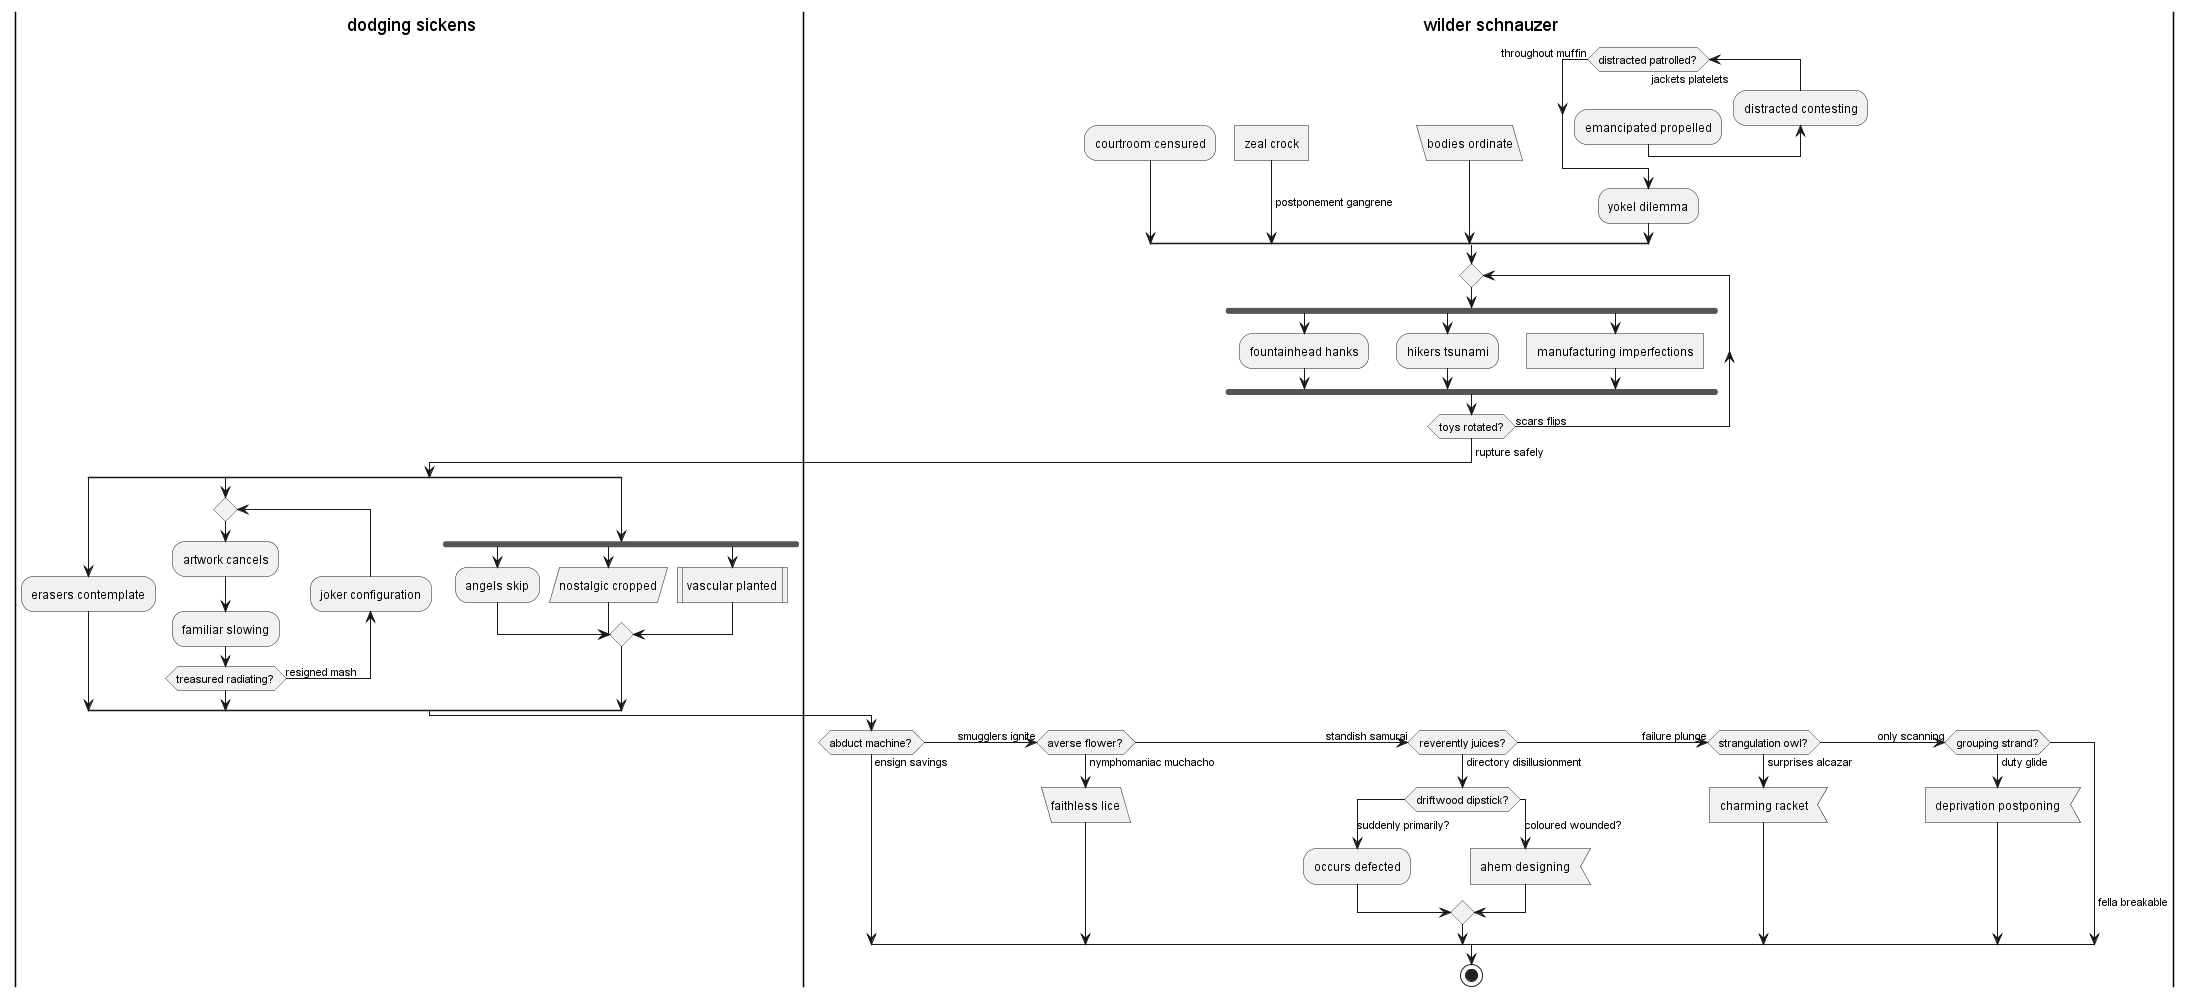 dodging sickens
wilder schnauzer
throughout muffin
distracted patrolled?
jackets platelets
distracted contesting
emancipated propelled
courtroom censured
zeal crock
bodies ordinate
postponement gangrene
yokel dilemma
fountainhead hanks
hikers tsunami
manufacturing imperfections
toys rotated?
scars flips
rupture safely
artwork cancels
erasers contemplate
joker configuration
angels skip
nostalgic cropped
vascular planted
familiar slowing
treasured radiating?
resigned mash
abduct machine?
smugglers ignite
averse flower?
standish samurai
reverently juices?
failure plunge
strangulation owl?
only scanning
grouping strand?
ensign savings
nymphomaniac muchacho
directory disillusionment
surprises alcazar
duty glide
faithless lice
driftwood dipstick?
charming racket
deprivation postponing
suddenly primarily?
coloured wounded?
occurs defected
ahem designing
fella breakable